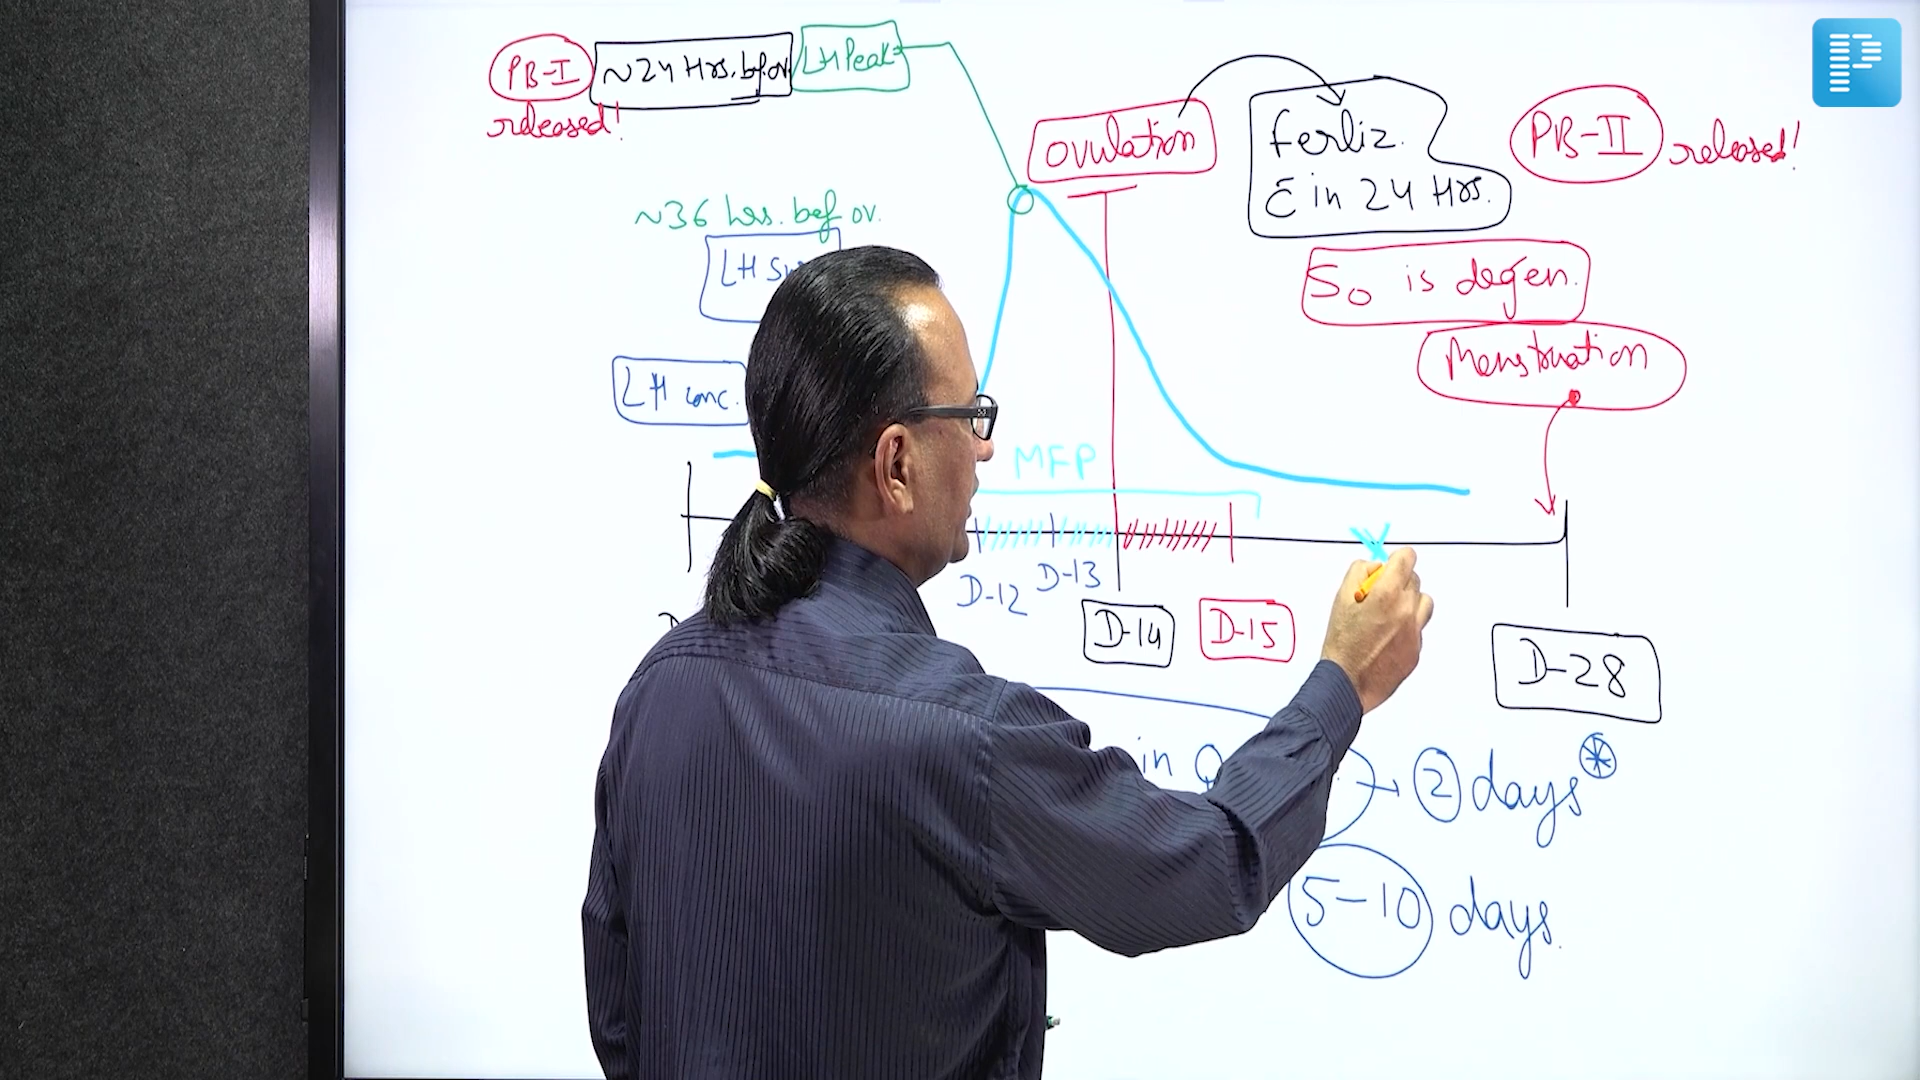 PB-I
released!
~24 Hrs. bef ov.
LH Peak
~36 hrs. bef ov.
LH
LH conc.
ovulation
Ferliz.
C̄ in 24 Hrs.
PB-II released!
So is degen.
Menstruation
MFP
D-12
D-13
D-14
D-15
D-28
in
2 days *
5-10 days.